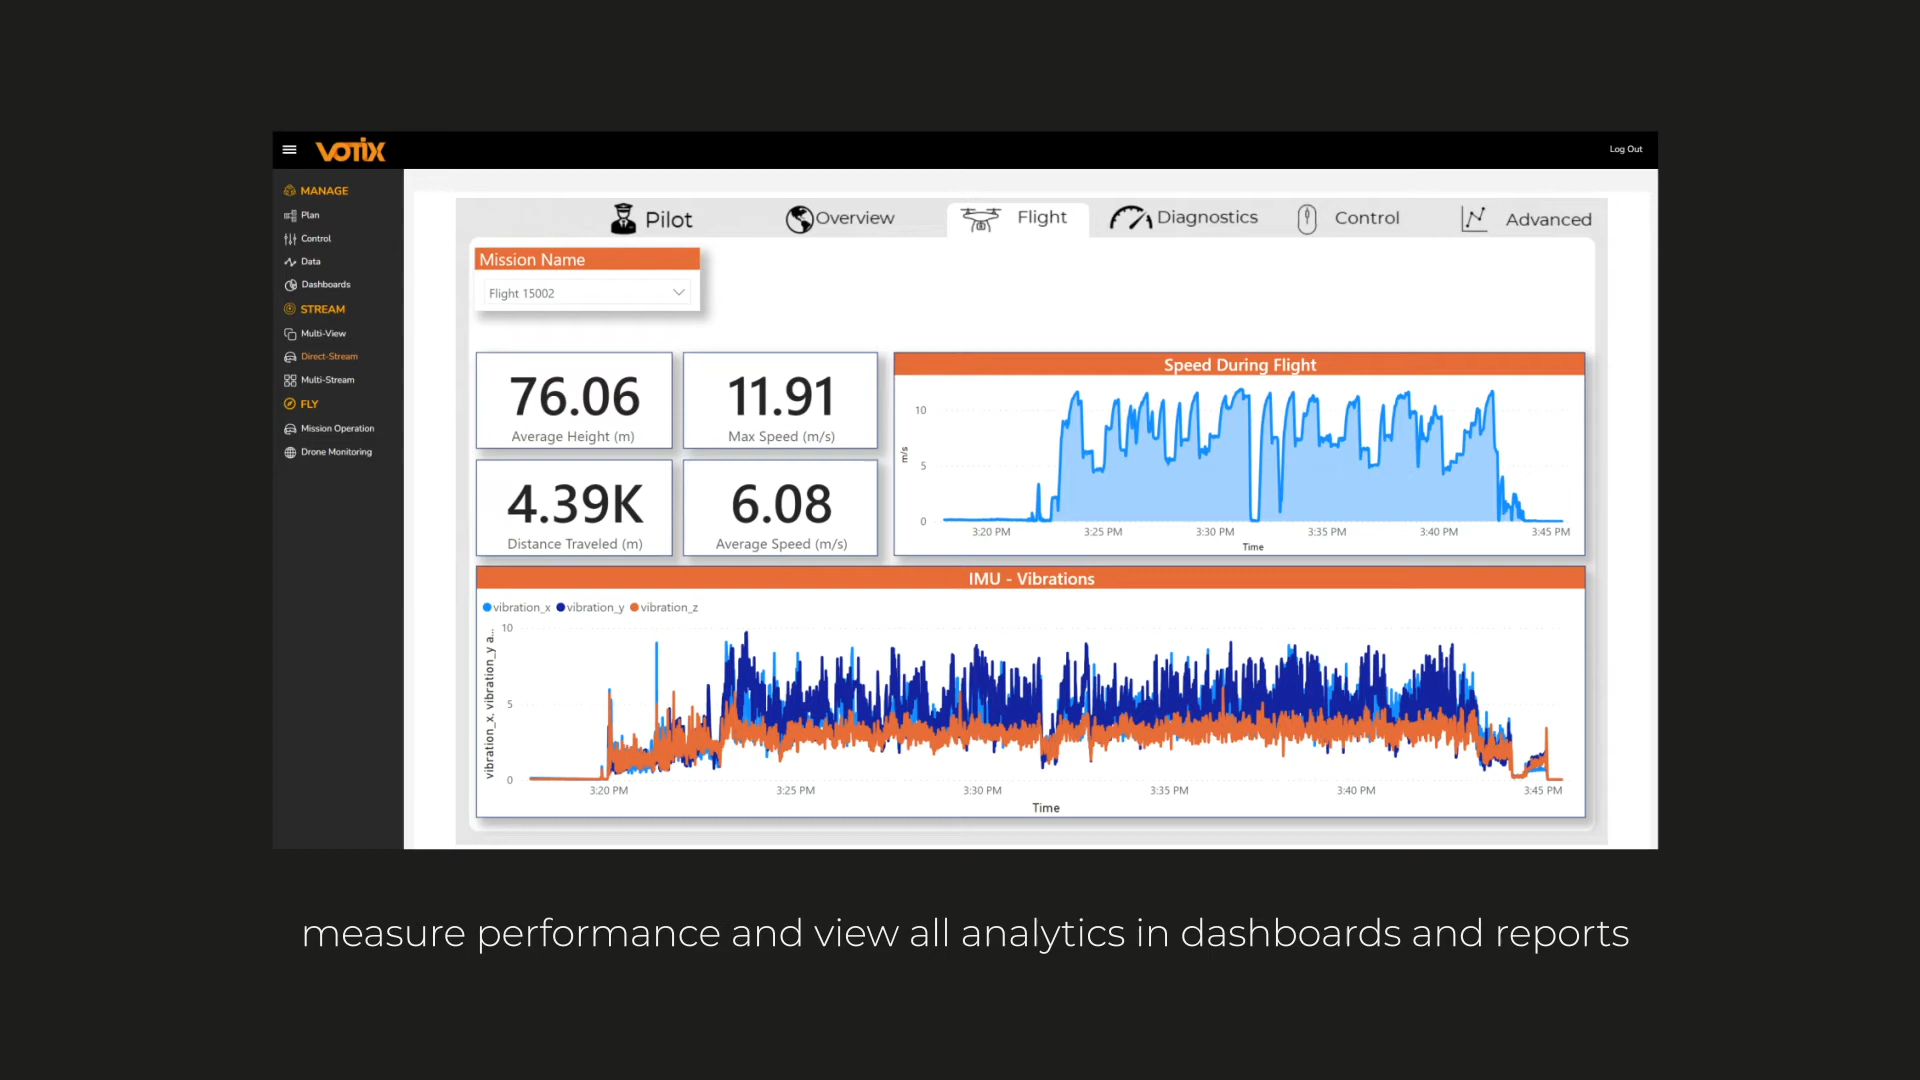 VOTIX
Log Out
MANAGE
Plan
Control
Data
Dashboards
STREAM
Multi-View
Direct-Stream
Multi-Stream
FLY
Mission Operation
Drone Monitoring
Pilot
Overview
Flight
Diagnostics
Control
Advanced
Mission Name
Flight 15002
76.06
Average Height (m)
11.91
Max Speed (m/s)
4.39K
Distance Traveled (m)
6.08
Average Speed (m/s)
Speed During Flight
m/s
10
5
0
3:20 PM 3:25 PM 3:30 PM 3:35 PM 3:40 PM 3:45 PM
Time
IMU - Vibrations
vibration_x vibration_y vibration_z
vibration_x, vibration_y a...
10
5
0
3:20 PM 3:25 PM 3:30 PM 3:35 PM 3:40 PM 3:45 PM
Time
measure performance and view all analytics in dashboards and reports